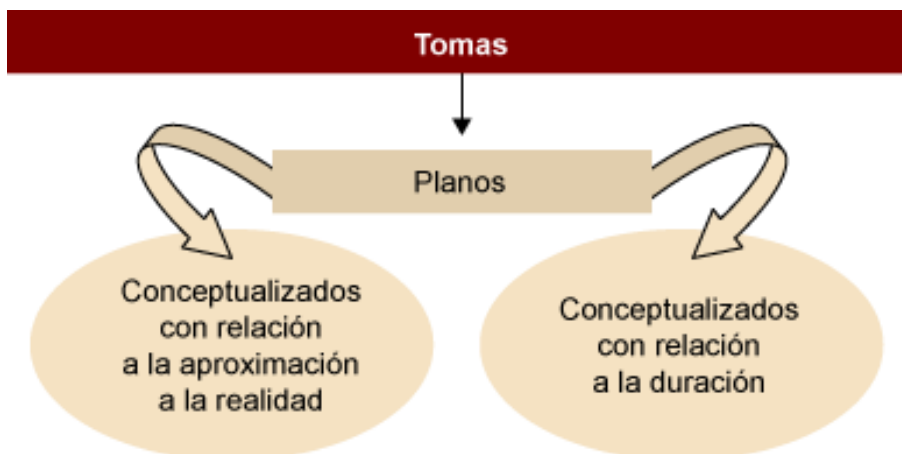 Tomas
Planos
Conceptualizados
con relación
a la aproximación
a la realidad
Conceptualizados
con relación
a la duración